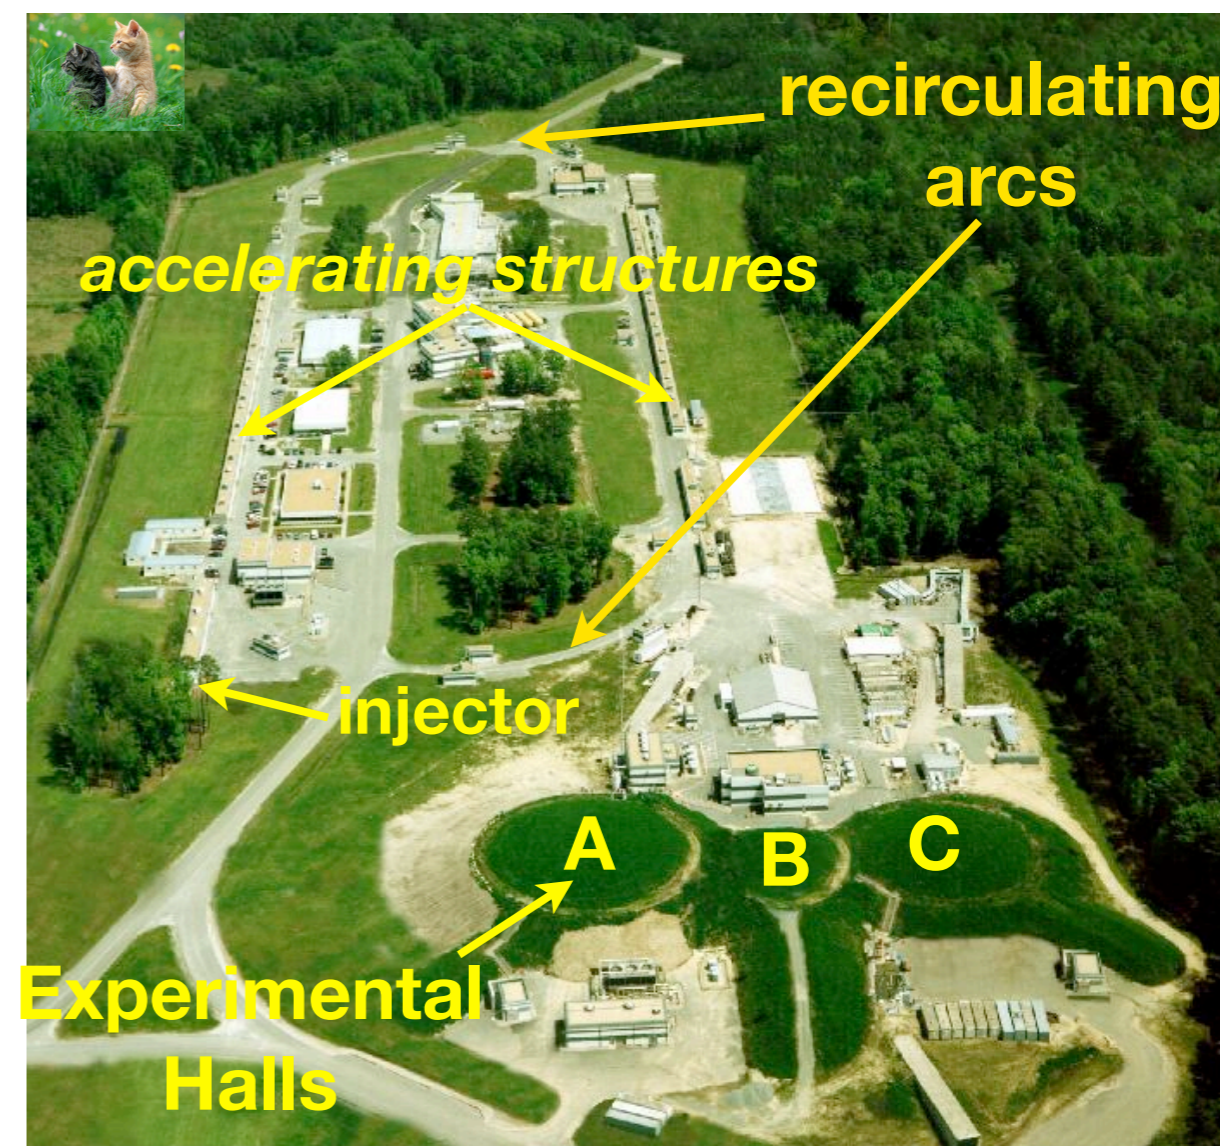 recirculating
arcs
accelerating structures
injector
A
B
C
Experimental
Halls